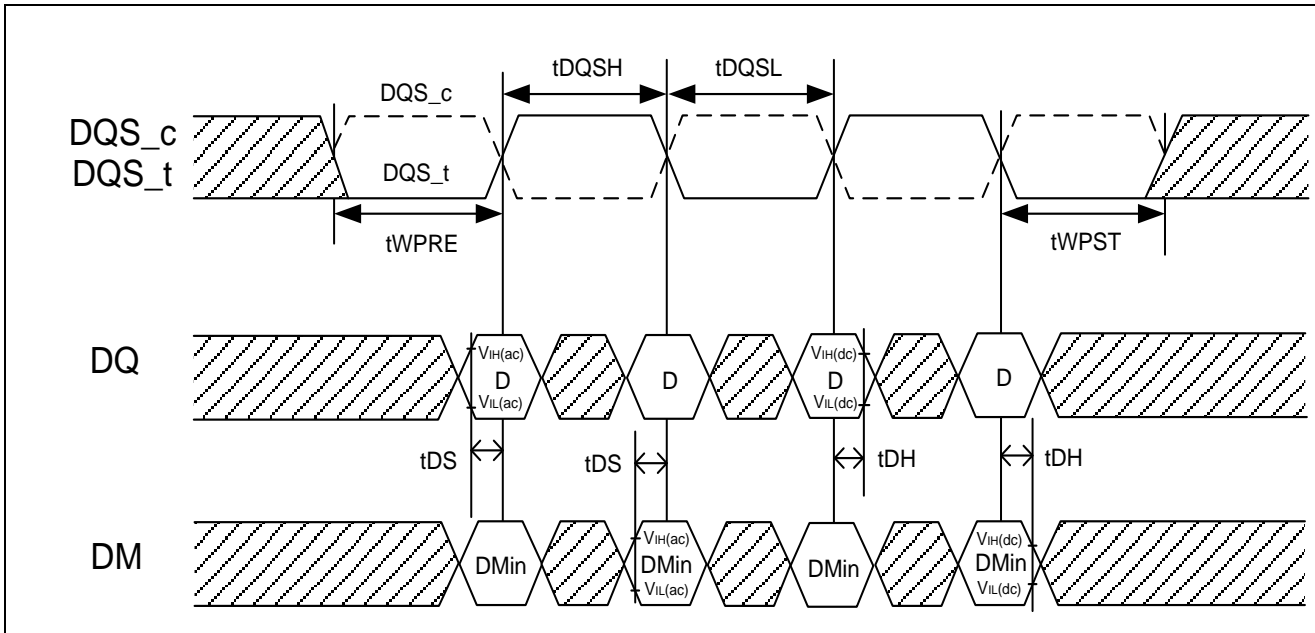 tDQSH
tDQSL
DQS_c
DQS_c
DQS_t
DQS_t
tWPRE
tWPST
DQ
VIH(ac)
D
VIL(ac)
D
VIH(dc)
D
VIL(dc)
D
tDS
tDS
tDH
tDH
DM
DMin
VIH(ac)
DMin
VIL(ac)
DMin
VIH(dc)
DMin
VIL(dc)